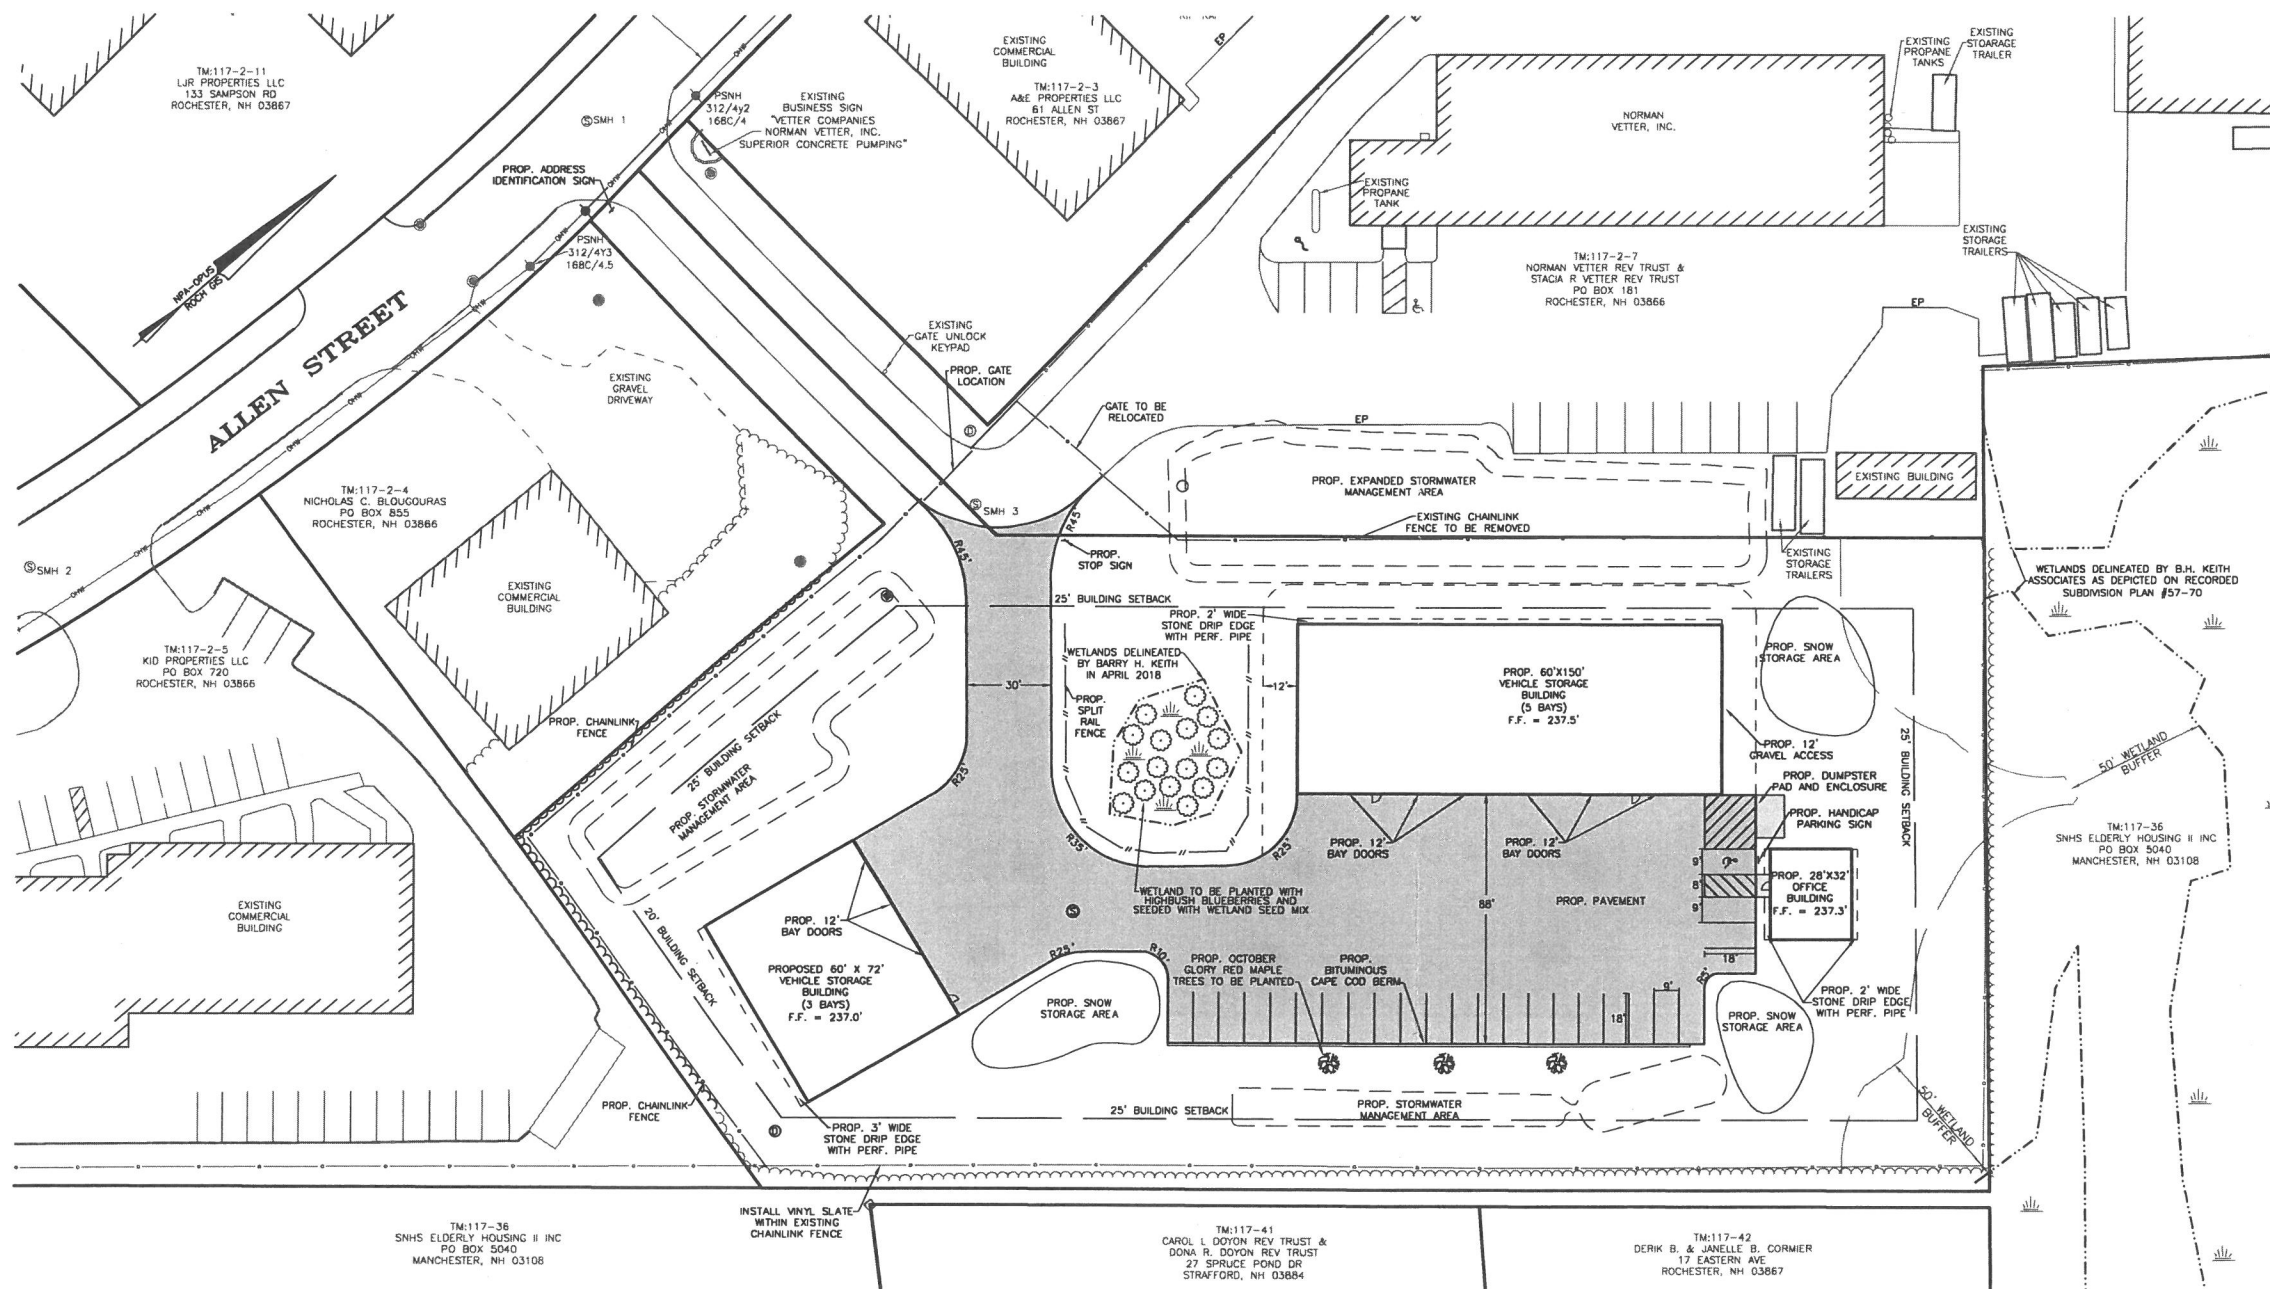 TM:117-2-11
LJR PROPERTIES LLC
133 SAMPSON RD
ROCHESTER, NH 03867
SMH 1
PSNH
312/4y2
168C/4
EXISTING
BUSINESS SIGN
"VETTER COMPANIES
NORMAN VETTER, INC.
SUPERIOR CONCRETE PUMPING"
EXISTING
COMMERCIAL
BUILDING
TM:117-2-3
A&E PROPERTIES LLC
61 ALLEN ST
ROCHESTER, NH 03867
EP
NORMAN
VETTER, INC.
EXISTING
PROPANE
TANKS
EXISTING
STOARAGE
TRAILER
PROP. ADDRESS
IDENTIFICATION SIGN
EXISTING
PROPANE
TANK
PSNH
312/4Y3
168C/4.5
OHW
OHW
OHW
OHW
OHW
OHW
OHW
OHW
OHW
OHW
OHW
NPA-OPUS
ROCH GIS
ALLEN STREET
TM:117-2-7
NORMAN VETTER REV TRUST &
STACIA R VETTER REV TRUST
PO BOX 181
ROCHESTER, NH 03866
EXISTING
STORAGE
TRAILERS
EP
EXISTING
GATE UNLOCK
KEYPAD
PROP. GATE
LOCATION
GATE TO BE
RELOCATED
EP
EXISTING
GRAVEL
DRIVEWAY
TM:117-2-4
NICHOLAS C. BLOUGOURAS
PO BOX 855
ROCHESTER, NH 03866
SMH 3
PROP. EXPANDED STORMWATER
MANAGEMENT AREA
EXISTING CHAINLINK
FENCE TO BE REMOVED
EXISTING BUILDING
EXISTING
STORAGE
TRAILERS
SMH 2
EXISTING
COMMERCIAL
BUILDING
R45'
R45'
PROP.
STOP SIGN
WETLANDS DELINEATED BY B.H. KEITH
ASSOCIATES AS DEPICTED ON RECORDED
SUBDIVISION PLAN #57-70
25' BUILDING SETBACK
PROP. 2' WIDE
STONE DRIP EDGE
WITH PERF. PIPE
TM:117-2-5
KID PROPERTIES LLC
PO BOX 720
ROCHESTER, NH 03866
WETLANDS DELINEATED
BY BARRY H. KEITH
IN APRIL 2018
30'
12'
PROP.
SPLIT
RAIL
FENCE
PROP. 60'X150'
VEHICLE STORAGE
BUILDING
(5 BAYS)
F.F. = 237.5'
PROP. SNOW
STORAGE AREA
PROP. CHAINLINK
FENCE
25' BUILDING SETBACK
PROP. STORMWATER
MANAGEMENT AREA
R25'
PROP. 12'
GRAVEL ACCESS
25' BUILDING SETBACK
50' WETLAND
BUFFER
PROP. DUMPSTER
PAD AND ENCLOSURE
PROP. HANDICAP
PARKING SIGN
TM:117-36
SNHS ELDERLY HOUSING II INC
PO BOX 5040
MANCHESTER, NH 03108
R35'
R25'
PROP. 12'
BAY DOORS
PROP. 12'
BAY DOORS
9'
8'
9'
PROP. 28'X32'
OFFICE
BUILDING
F.F. = 237.3'
WETLAND TO BE PLANTED WITH
HIGHBUSH BLUEBERRIES AND
SEEDED WITH WETLAND SEED MIX
88'
PROP. PAVEMENT
EXISTING
COMMERCIAL
BUILDING
20' BUILDING SETBACK
PROP. 12'
BAY DOORS
PROPOSED 60' X 72'
VEHICLE STORAGE
BUILDING
(3 BAYS)
F.F. = 237.0'
R25'
R10'
PROP. OCTOBER
GLORY RED MAPLE
TREES TO BE PLANTED
PROP.
BITUMINOUS
CAPE COD BERM
18'
R5'
9'
18'
PROP. SNOW
STORAGE AREA
PROP. SNOW
STORAGE AREA
PROP. 2' WIDE
STONE DRIP EDGE
WITH PERF. PIPE
PROP. CHAINLINK
FENCE
25' BUILDING SETBACK
PROP. STORMWATER
MANAGEMENT AREA
50' WETLAND
BUFFER
PROP. 3' WIDE
STONE DRIP EDGE
WITH PERF. PIPE
INSTALL VINYL SLATE
WITHIN EXISTING
CHAINLINK FENCE
TM:117-36
SNHS ELDERLY HOUSING II INC
PO BOX 5040
MANCHESTER, NH 03108
TM:117-41
CAROL L DOYON REV TRUST &
DONA R. DOYON REV TRUST
27 SPRUCE POND DR
STRAFFORD, NH 03884
TM:117-42
DERIK B. & JANELLE B. CORMIER
17 EASTERN AVE
ROCHESTER, NH 03867